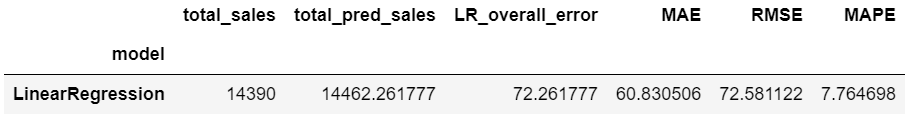 total_sales total_pred_sales LR_overall_error MAE RMSE MAPE
model
LinearRegression 14390 14462.261777 72.261777 60.830506 72.581122 7.764698